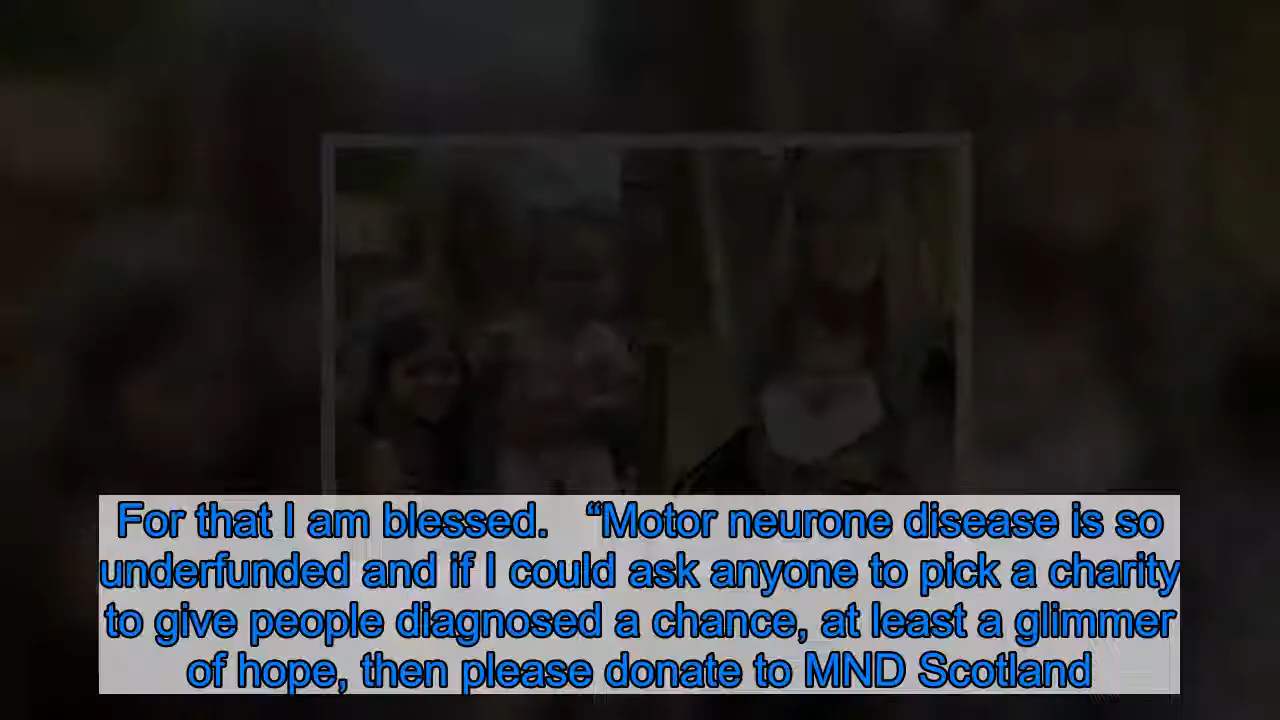 For that I am blessed.   “Motor neurone disease is so
underfunded and if I could ask anyone to pick a charity
to give people diagnosed a chance, at least a glimmer
of hope, then please donate to MND Scotland